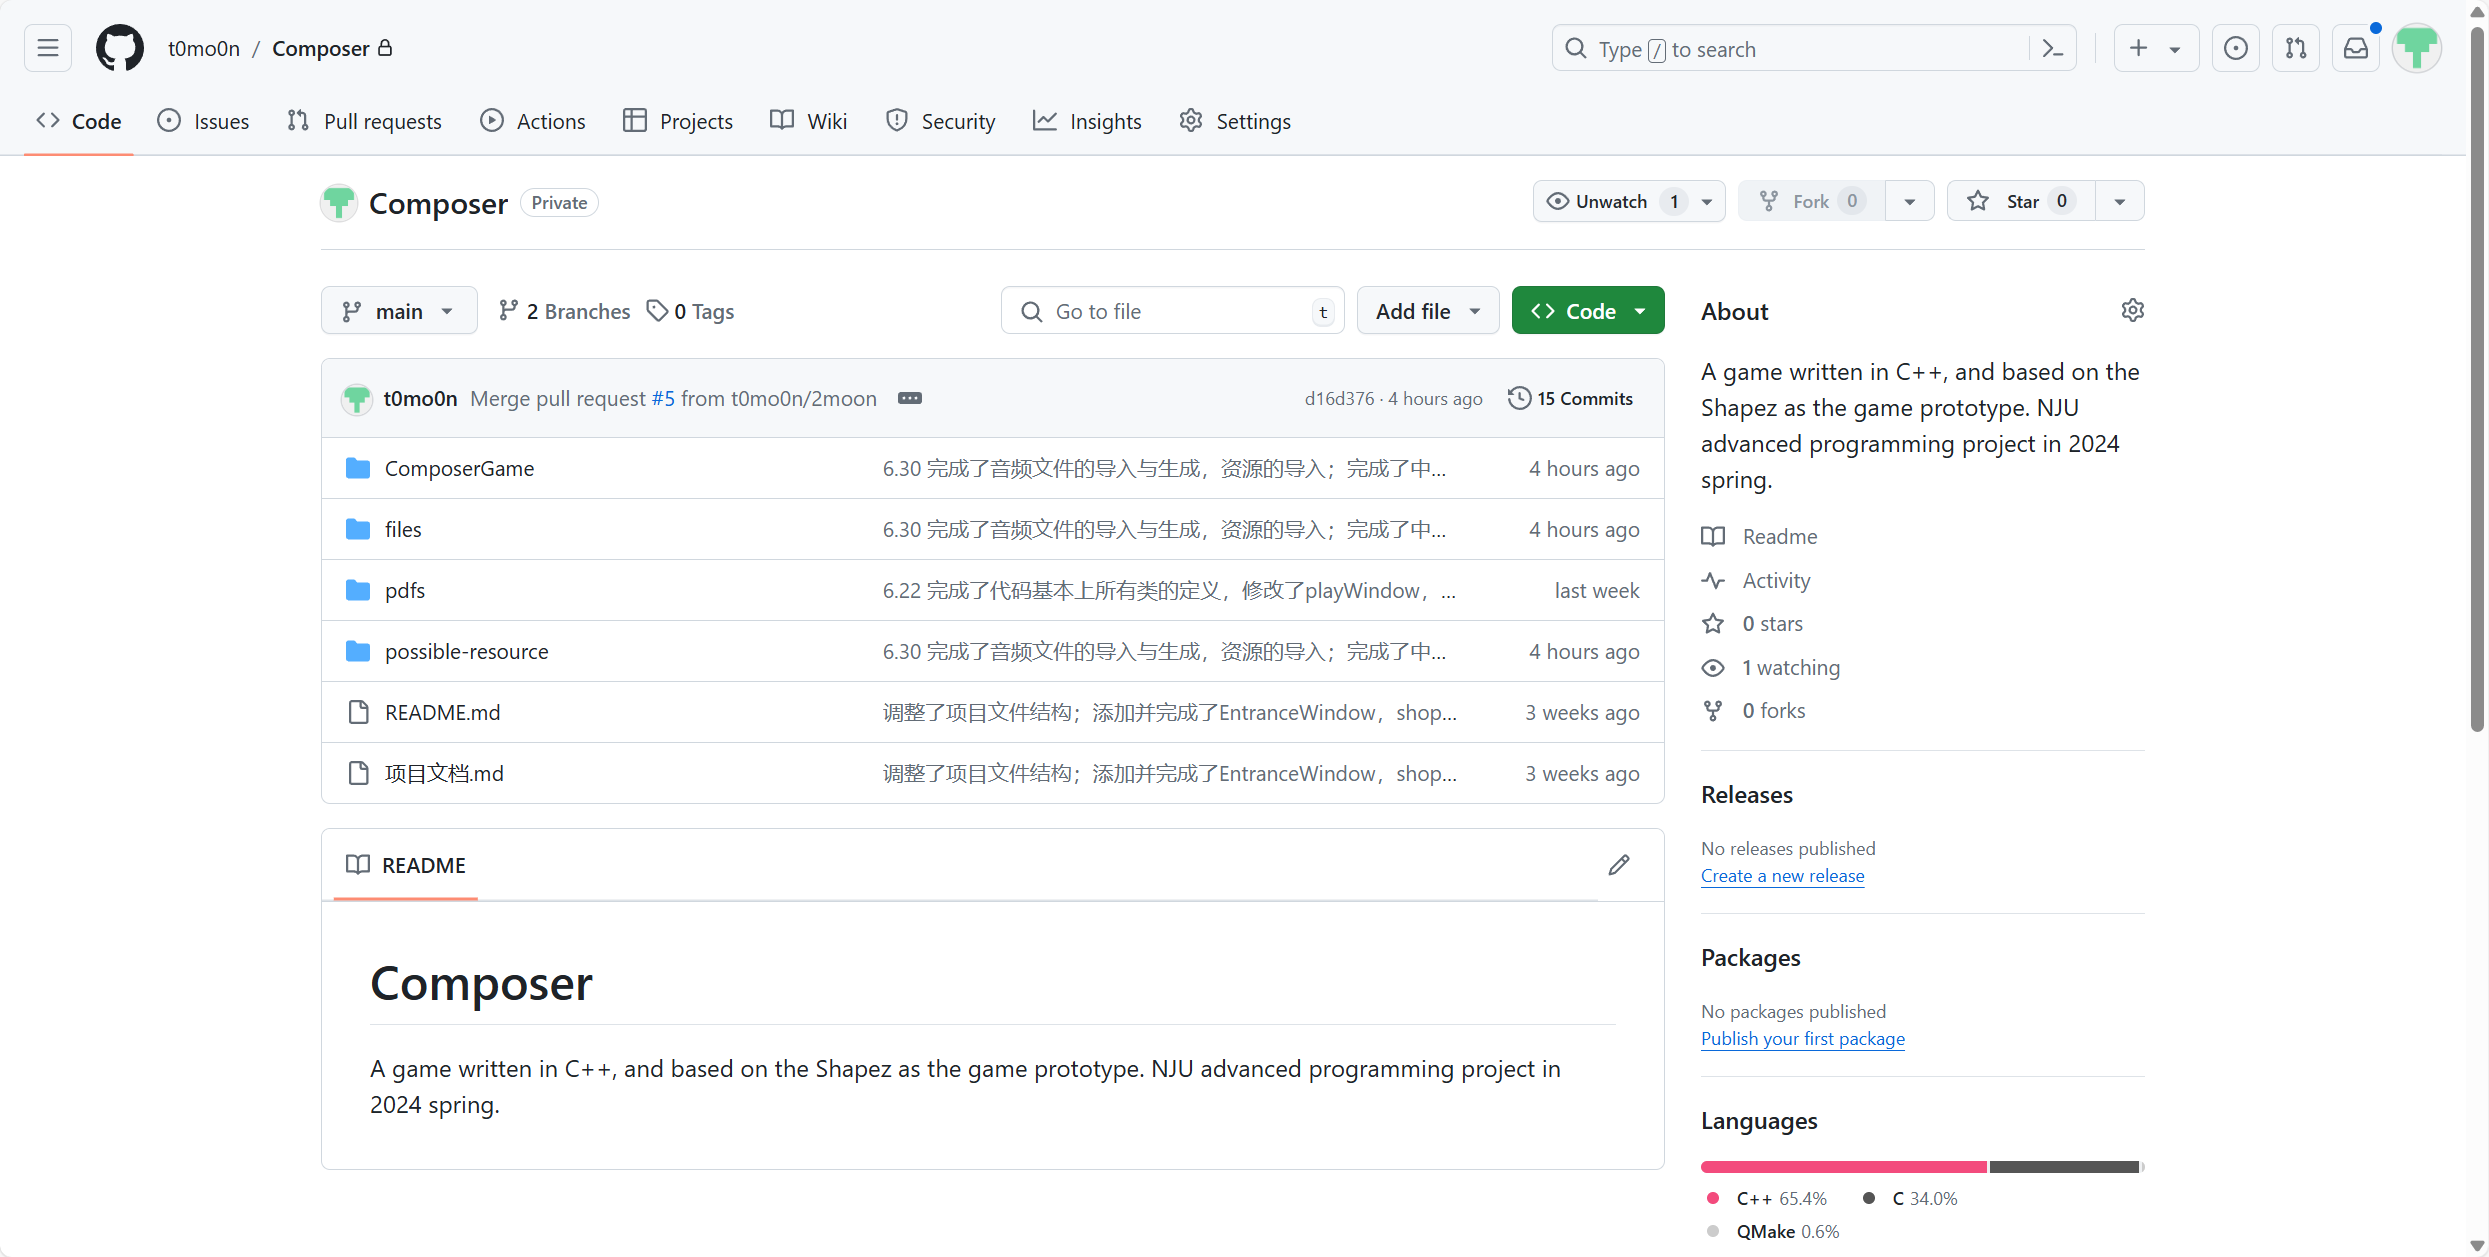 t0mo0n / Composer
Type / to search
Code Issues Pull requests Actions Projects Wiki Security Insights Settings
Composer Private
Unwatch 1 Fork 0 Star 0
main 2 Branches 0 Tags
Go to file t Add file Code
t0mo0n Merge pull request #5 from t0mo0n/2moon ··· d16d376 · 4 hours ago 15 Commits
ComposerGame 6.30 完成了音频文件的导入与生成，资源的导入；完成了中... 4 hours ago
files 6.30 完成了音频文件的导入与生成，资源的导入；完成了中... 4 hours ago
pdfs 6.22 完成了代码基本上所有类的定义，修改了playWindow，... last week
possible-resource 6.30 完成了音频文件的导入与生成，资源的导入；完成了中... 4 hours ago
README.md 调整了项目文件结构；添加并完成了EntranceWindow，shop... 3 weeks ago
项目文档.md 调整了项目文件结构；添加并完成了EntranceWindow，shop... 3 weeks ago
README
Composer
A game written in C++, and based on the Shapez as the game prototype. NJU advanced programming project in
2024 spring.
About
A game written in C++, and based on the
Shapez as the game prototype. NJU
advanced programming project in 2024
spring.
Readme
Activity
0 stars
1 watching
0 forks
Releases
No releases published
Create a new release
Packages
No packages published
Publish your first package
Languages
C++ 65.4% C 34.0%
QMake 0.6%